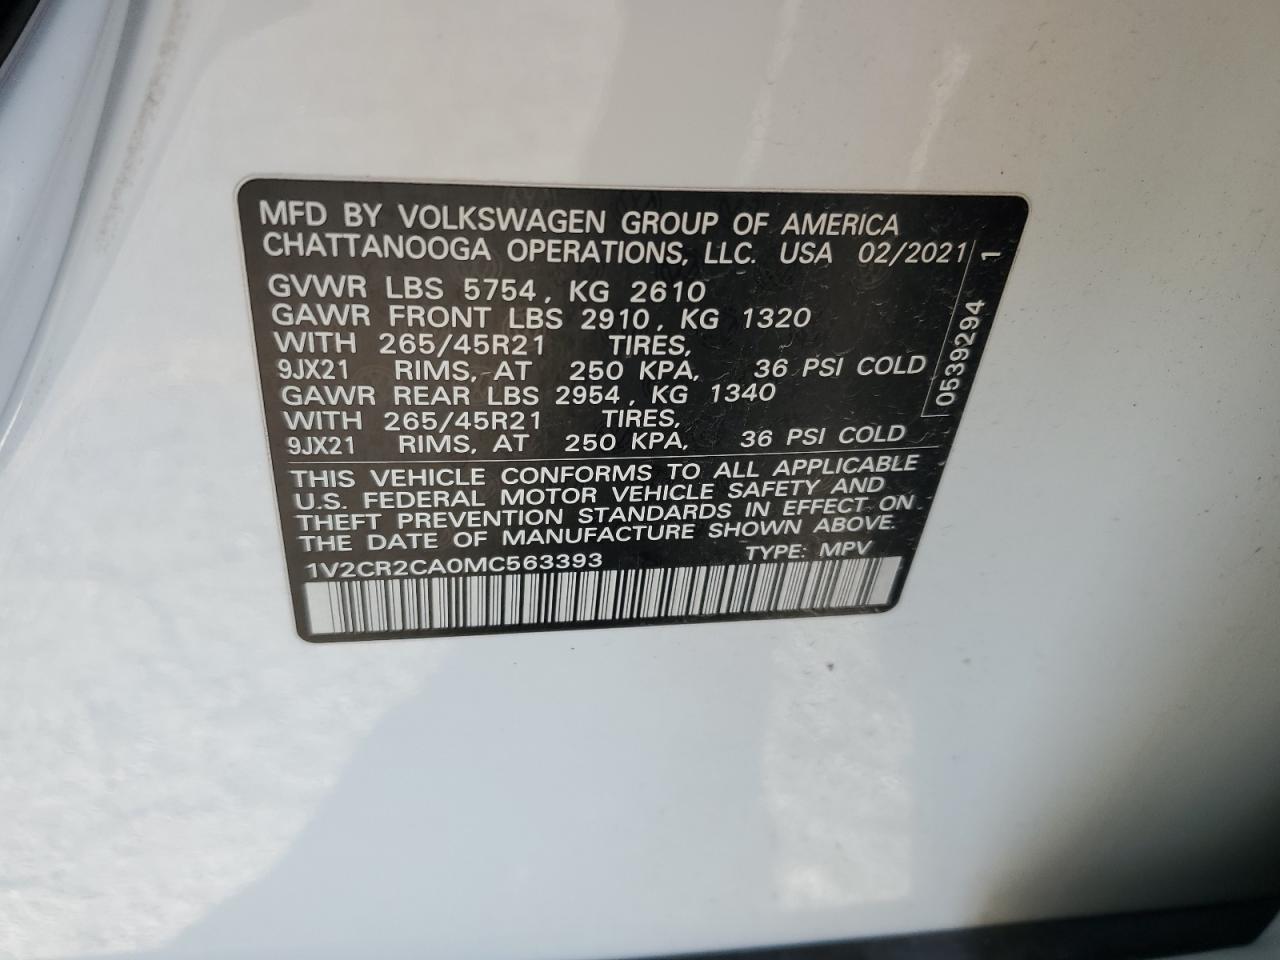 MFD BY VOLKSWAGEN GROUP OF AMERICA
CHATTANOOGA OPERATIONS, LLC. USA 02/2021
GVWR LBS 5754, KG 2610
GAWR FRONT LBS 2910, KG 1320
WITH 265/45R21 TIRES,
9JX21 RIMS, AT 250 KPA, 36 PSI COLD
GAWR REAR LBS 2954, KG 1340
WITH 265/45R21 TIRES,
9JX21 RIMS, AT 250 KPA, 36 PSI COLD
THIS VEHICLE CONFORMS TO ALL APPLICABLE
U.S. FEDERAL MOTOR VEHICLE SAFETY AND
THEFT PREVENTION STANDARDS IN EFFECT ON
THE DATE OF MANUFACTURE SHOWN ABOVE.
1V2CR2CA0MC563393 TYPE: MPV
0539294 1